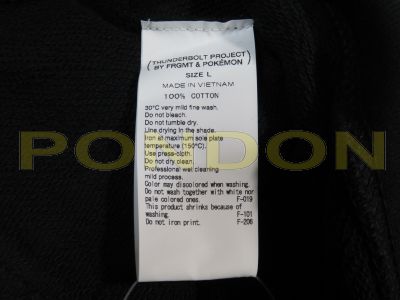 (THUNDERBOLT PROJECT
BY FRGMT & POKÉMON)
SIZE L
MADE IN VIETNAM
100% COTTON
30°C very mild fine wash.
Do not bleach.
Do not tumble dry.
Line drying in the shade.
Iron at maximum sole plate
temperature (150°C).
Use press-cloth.
Do not dry clean.
Professional wet cleaning
mild process.
Color may discolored when washing.
Do not wash together with white nor
pale colored ones. F-019
This product shrinks because of
washing. F-101
Do not iron print. F-206
POIDON